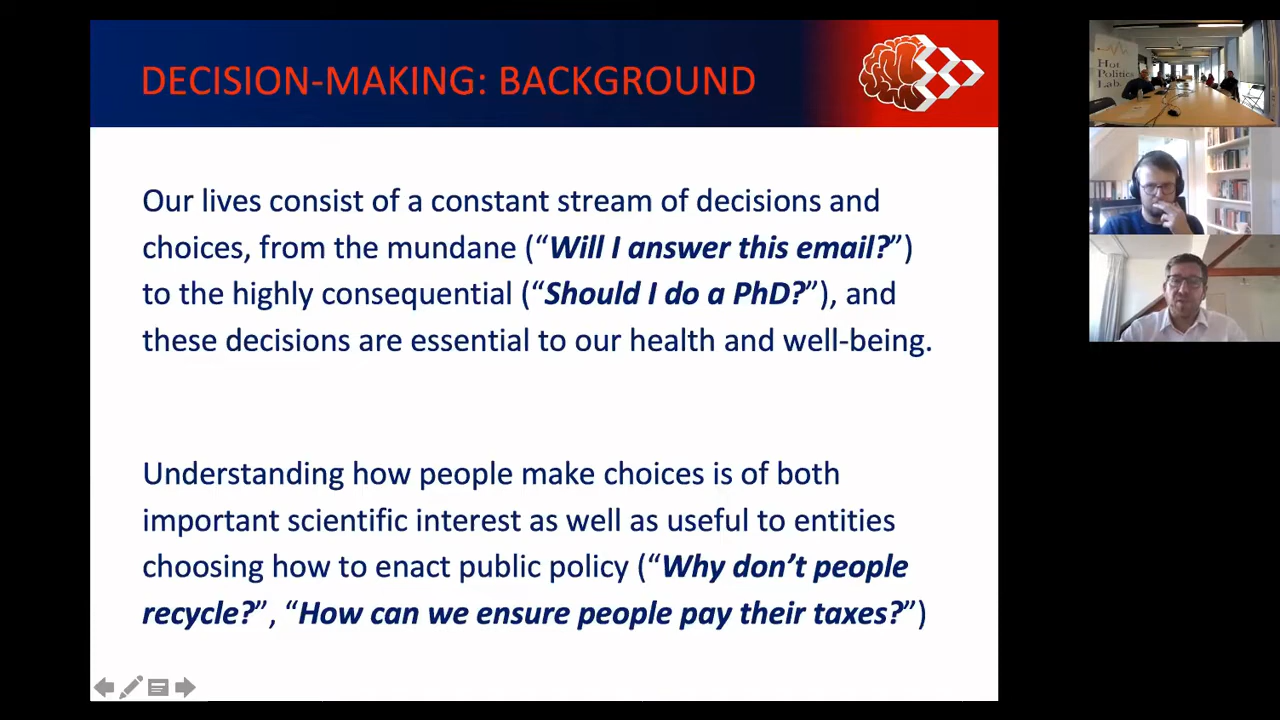 DECISION-MAKING: BACKGROUND
Our lives consist of a constant stream of decisions and
choices, from the mundane (“Will I answer this email?”)
to the highly consequential (“Should I do a PhD?”), and
these decisions are essential to our health and well-being.
Understanding how people make choices is of both
important scientific interest as well as useful to entities
choosing how to enact public policy (“Why don’t people
recycle?”, “How can we ensure people pay their taxes?”)
Hot
Politics
Lab